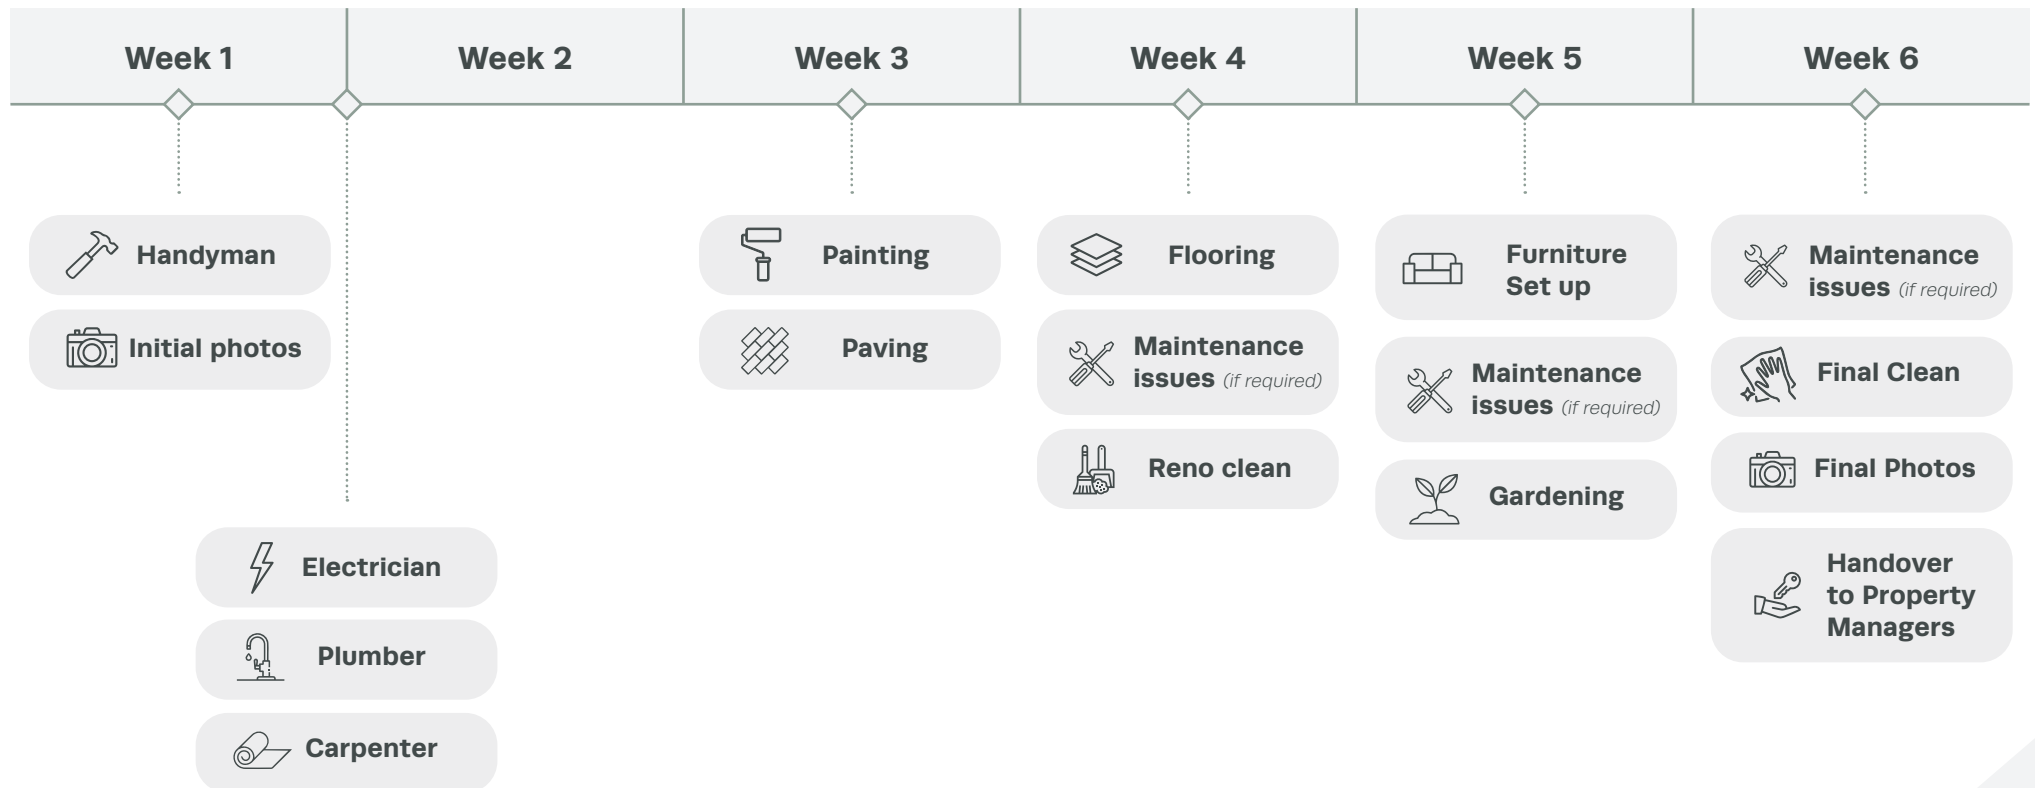 Week 1
Week 2
Week 3
Week 4
Week 5
Week 6
Handyman
Initial photos
Electrician
Plumber
Carpenter
Painting
Paving
Flooring
Maintenance
issues (if required)
Reno clean
Furniture
Set up
Maintenance
issues (if required)
Gardening
Maintenance
issues (if required)
Final Clean
Final Photos
Handover
to Property
Managers